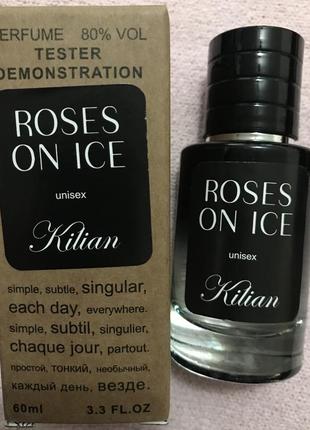 PERFUME 80% VOL
TESTER
DEMONSTRATION
ROSES
ON ICE
unisex
Kilian
simple, subtle, singular,
each day, everywhere.
simple, subtil, singulier,
chaque jour, partout.
простой, тонкий, необычный,
каждый день, везде.
60ml 3.3 FL.OZ
ROSES
ON ICE
unisex
Kilian